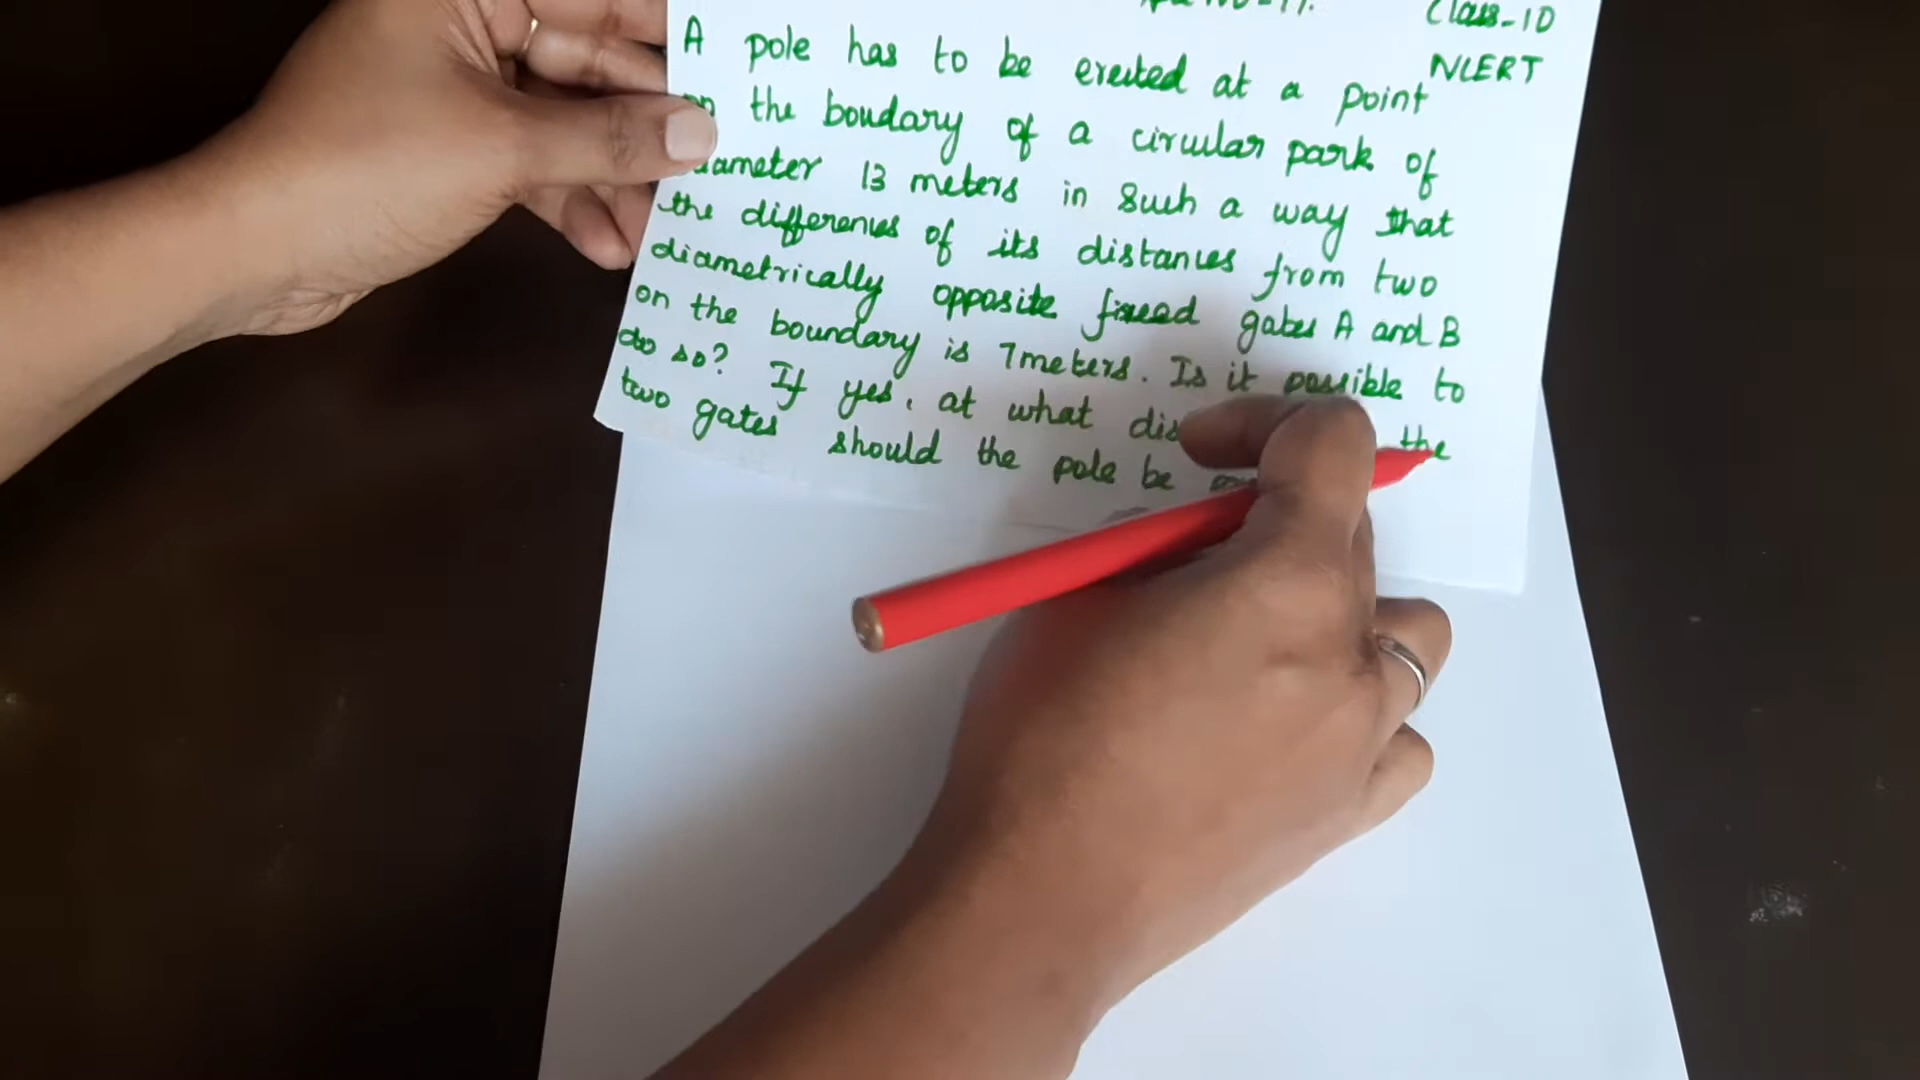 Class-10
NCERT
A pole has to be erected at a point
on the boudary of a circular park of
diameter 13 meters in such a way that
the differences of its distances from two
diametrically opposite fixed gates A and B
on the boundary is 7meters. Is it possible to
do so? If yes, at what the
two gates should the pole be